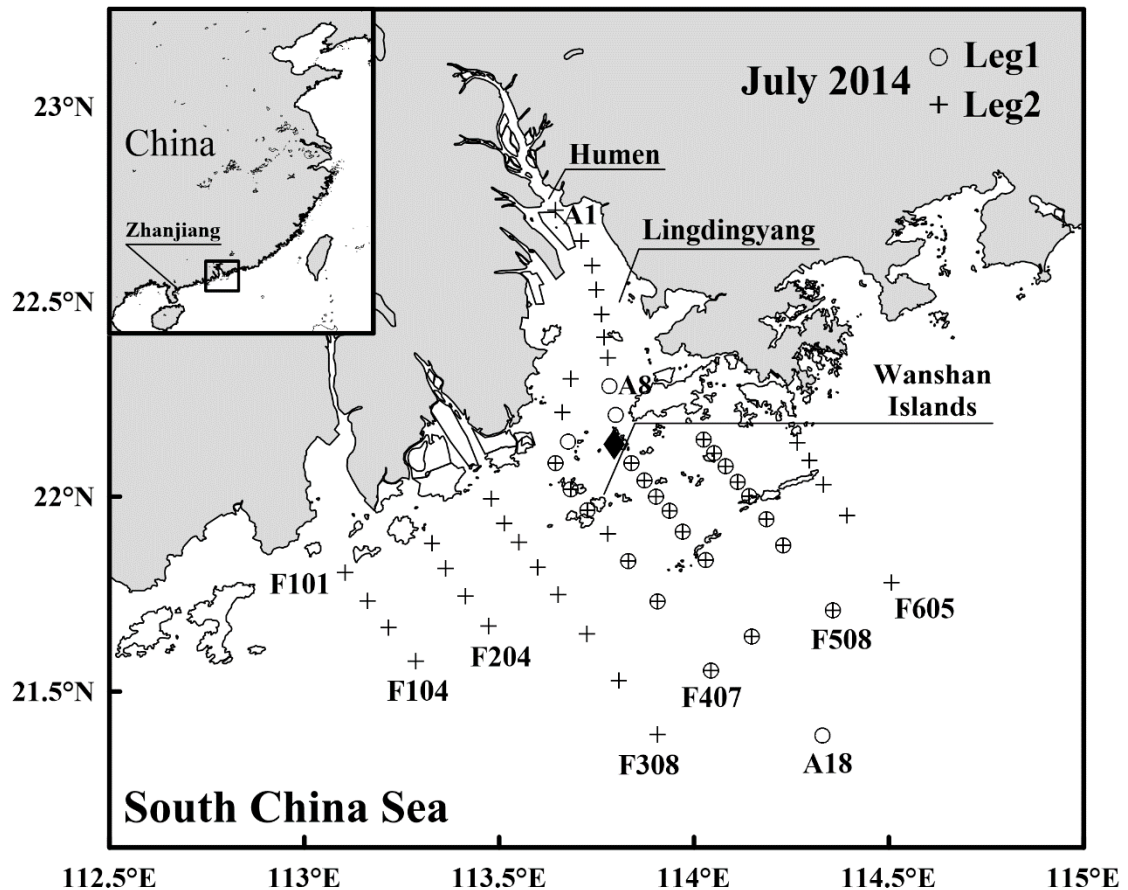 China
Zhanjiang
July 2014
Leg1
Leg2
23°N
22.5°N
22°N
21.5°N
Humen
A1
Lingdingyang
A8
Wanshan
Islands
F101
F104
F204
F308
F407
F508
F605
A18
South China Sea
112.5°E
113°E
113.5°E
114°E
114.5°E
115°E